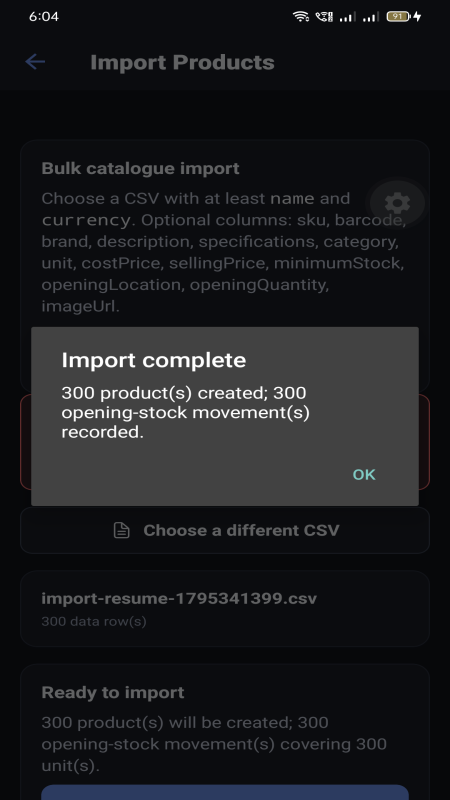 6:04
91
Import Products
Bulk catalogue import
Choose a CSV with at least name and
currency. Optional columns: sku, barcode,
brand, description, specifications, category,
unit, costPrice, sellingPrice, minimumStock,
openingLocation, openingQuantity,
imageUrl.
Import complete
300 product(s) created; 300
opening-stock movement(s)
recorded.
OK
Choose a different CSV
import-resume-1795341399.csv
300 data row(s)
Ready to import
300 product(s) will be created; 300
opening-stock movement(s) covering 300
unit(s).